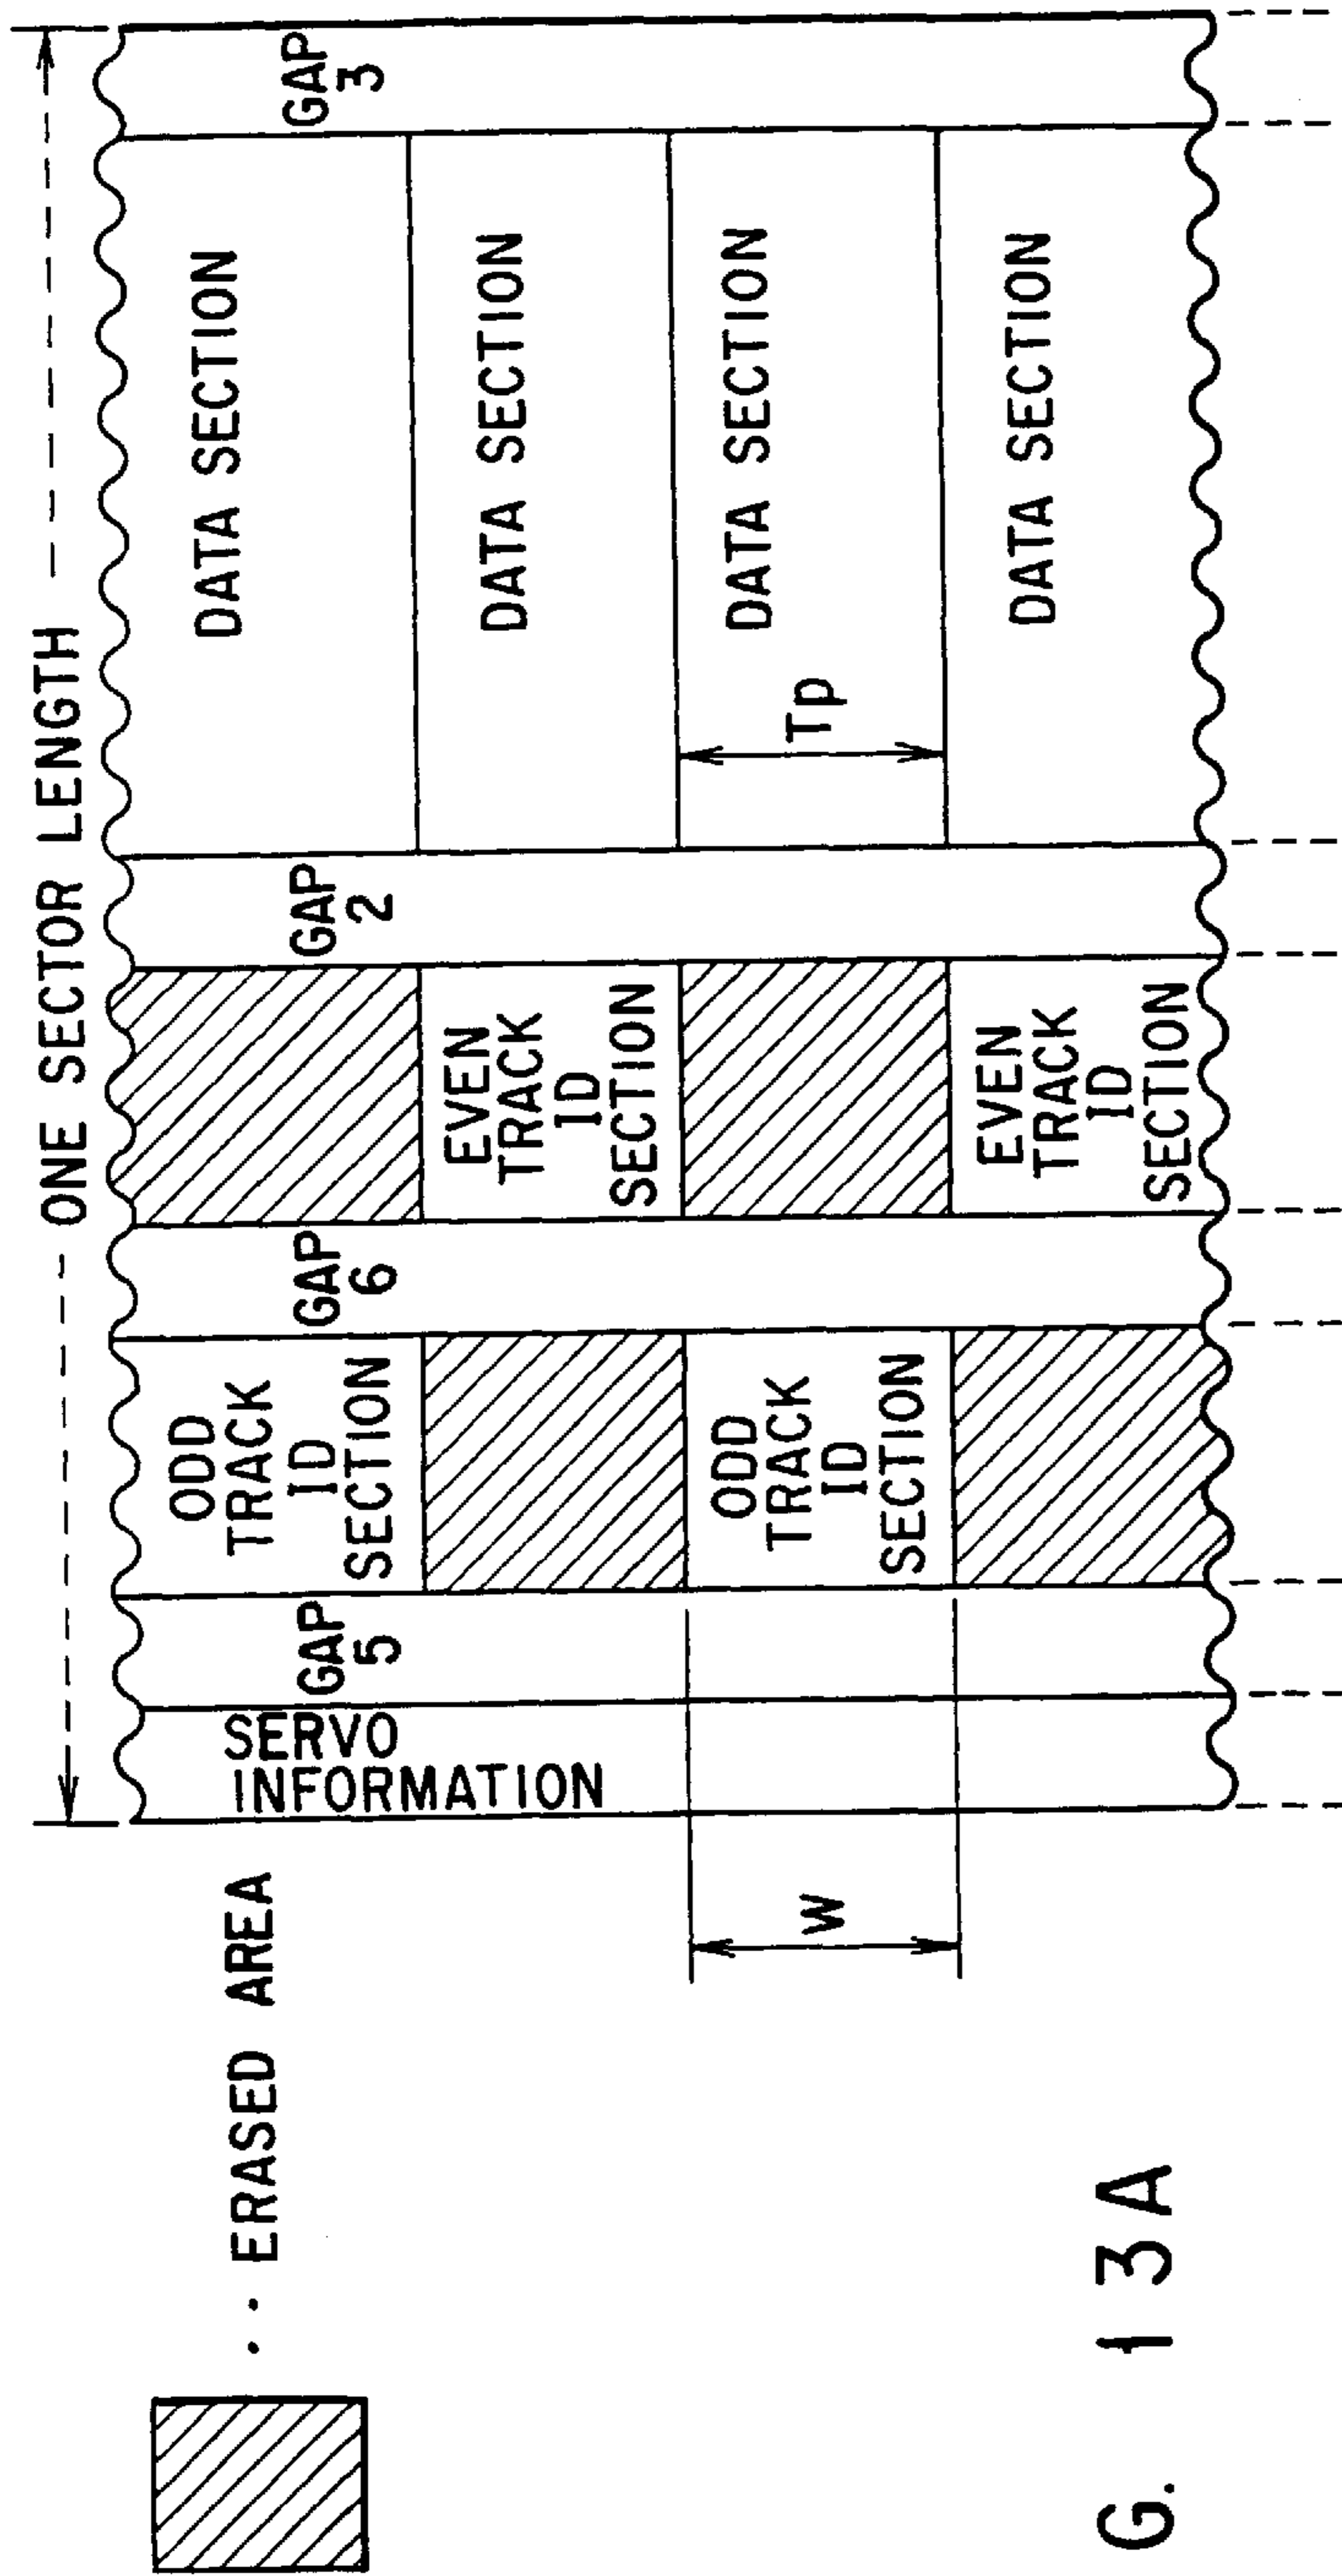 ONE SECTOR LENGTH
ERASED AREA
SERVO
INFORMATION
GAP
5
ODD
TRACK
ID
SECTION
ODD
TRACK
ID
SECTION
GAP
6
EVEN
TRACK
ID
SECTION
EVEN
TRACK
ID
SECTION
GAP
2
DATA SECTION
DATA SECTION
DATA SECTION
DATA SECTION
Tp
GAP
3
W
G. 13A